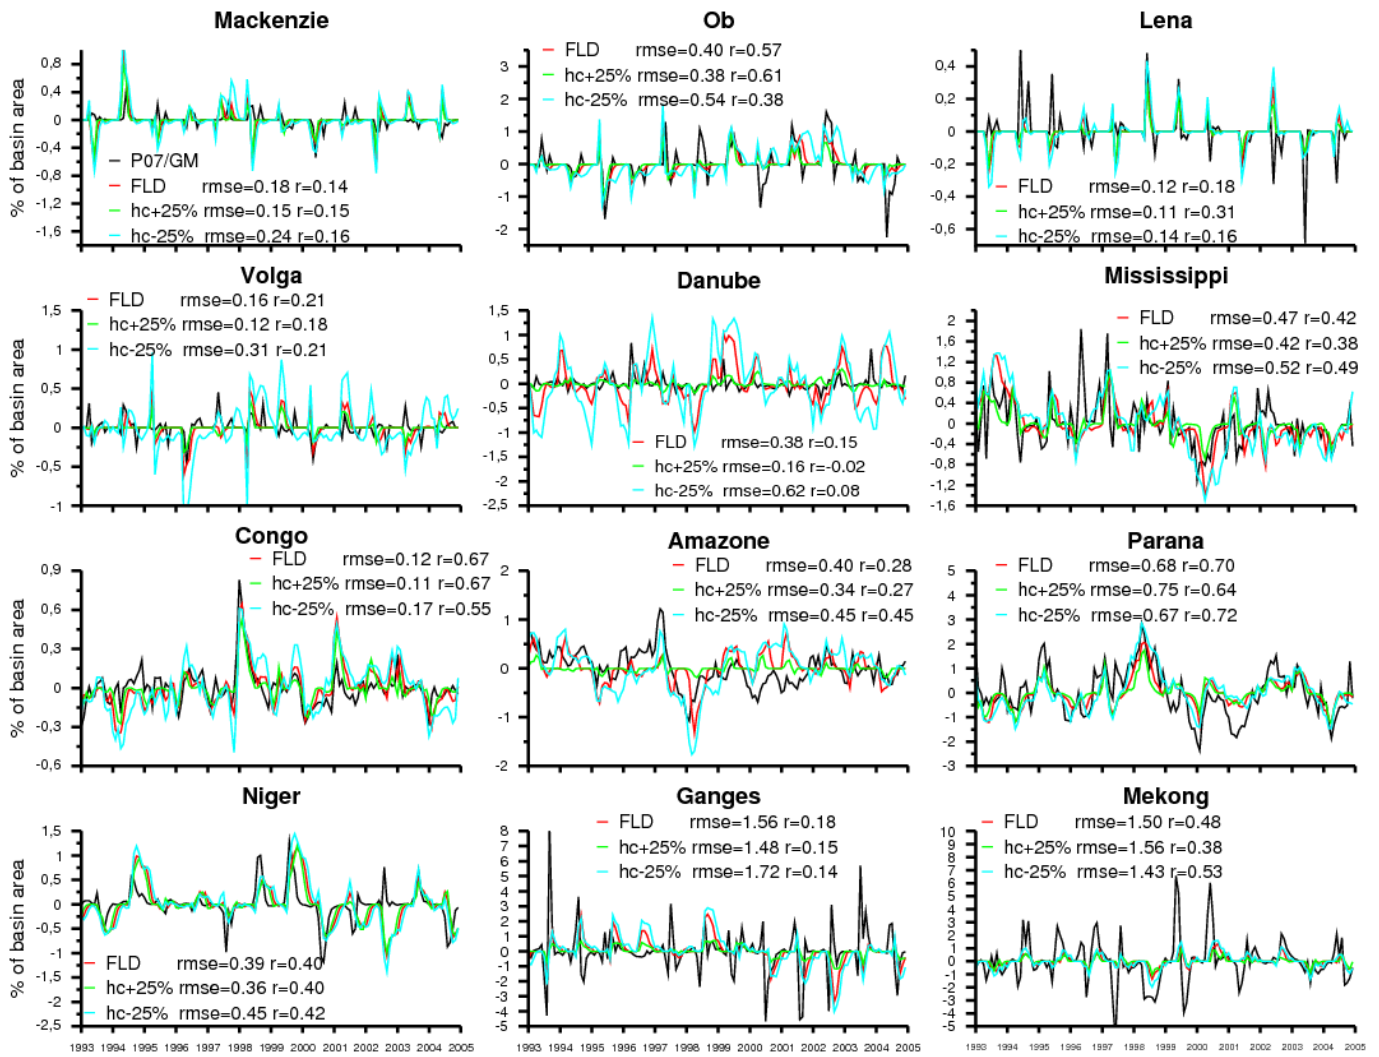 Mackenzie
Ob
Lena
% of basin area
0,8
0,4
0
-0,4
-0,8
-1,2
-1,6
P07/GM
FLD rmse=0.18 r=0.14
hc+25% rmse=0.15 r=0.15
hc-25% rmse=0.24 r=0.16
3
2
1
0
-1
-2
FLD rmse=0.40 r=0.57
hc+25% rmse=0.38 r=0.61
hc-25% rmse=0.54 r=0.38
0,4
0,2
0
-0,2
-0,4
-0,6
FLD rmse=0.12 r=0.18
hc+25% rmse=0.11 r=0.31
hc-25% rmse=0.14 r=0.16
Volga
Danube
Mississippi
% of basin area
1,5
1
0,5
0
-0,5
-1
FLD rmse=0.16 r=0.21
hc+25% rmse=0.12 r=0.18
hc-25% rmse=0.31 r=0.21
1,5
1
0,5
0
-0,5
-1
-1,5
-2
-2,5
FLD rmse=0.38 r=0.15
hc+25% rmse=0.16 r=-0.02
hc-25% rmse=0.62 r=0.08
2
1,6
1,2
0,8
0,4
0
-0,4
-0,8
-1,2
-1,6
FLD rmse=0.47 r=0.42
hc+25% rmse=0.42 r=0.38
hc-25% rmse=0.52 r=0.49
Congo
Amazone
Parana
% of basin area
0,9
0,6
0,3
0
-0,3
-0,6
FLD rmse=0.12 r=0.67
hc+25% rmse=0.11 r=0.67
hc-25% rmse=0.17 r=0.55
2
1
0
-1
-2
FLD rmse=0.40 r=0.28
hc+25% rmse=0.34 r=0.27
hc-25% rmse=0.45 r=0.45
5
4
3
2
1
0
-1
-2
-3
FLD rmse=0.68 r=0.70
hc+25% rmse=0.75 r=0.64
hc-25% rmse=0.67 r=0.72
Niger
Ganges
Mekong
% of basin area
1,5
1
0,5
0
-0,5
-1
-1,5
-2
-2,5
FLD rmse=0.39 r=0.40
hc+25% rmse=0.36 r=0.40
hc-25% rmse=0.45 r=0.42
8
7
6
5
4
3
2
1
0
-1
-2
-3
-4
-5
FLD rmse=1.56 r=0.18
hc+25% rmse=1.48 r=0.15
hc-25% rmse=1.72 r=0.14
10
9
8
7
6
5
4
3
2
1
0
-1
-2
-3
-4
-5
FLD rmse=1.50 r=0.48
hc+25% rmse=1.56 r=0.38
hc-25% rmse=1.43 r=0.53
1993 1994 1995 1996 1997 1998 1999 2000 2001 2002 2003 2004 2005
1993 1994 1995 1996 1997 1998 1999 2000 2001 2002 2003 2004 2005
1993 1994 1995 1996 1997 1998 1999 2000 2001 2002 2003 2004 2005